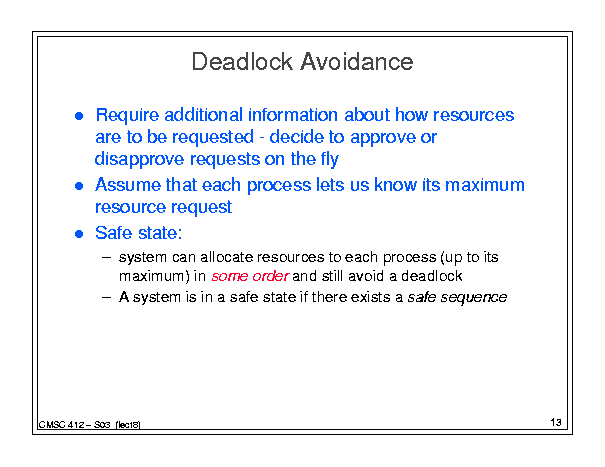 Deadlock Avoidance
● Require additional information about how resources
are to be requested - decide to approve or
disapprove requests on the fly
● Assume that each process lets us know its maximum
resource request
● Safe state:
– system can allocate resources to each process (up to its
maximum) in some order and still avoid a deadlock
– A system is in a safe state if there exists a safe sequence
CMSC 412 – S03 (lect8)
13